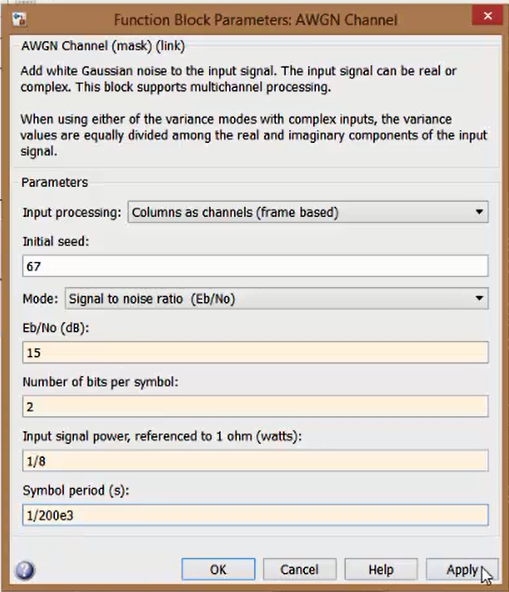 Function Block Parameters: AWGN Channel
AWGN Channel (mask) (link)
Add white Gaussian noise to the input signal. The input signal can be real or
complex. This block supports multichannel processing.
When using either of the variance modes with complex inputs, the variance
values are equally divided among the real and imaginary components of the input
signal.
Parameters
Input processing: Columns as channels (frame based)
Initial seed:
67
Mode: Signal to noise ratio (Eb/No)
Eb/No (dB):
15
Number of bits per symbol:
2
Input signal power, referenced to 1 ohm (watts):
1/8
Symbol period (s):
1/200e3
OK Cancel Help Apply